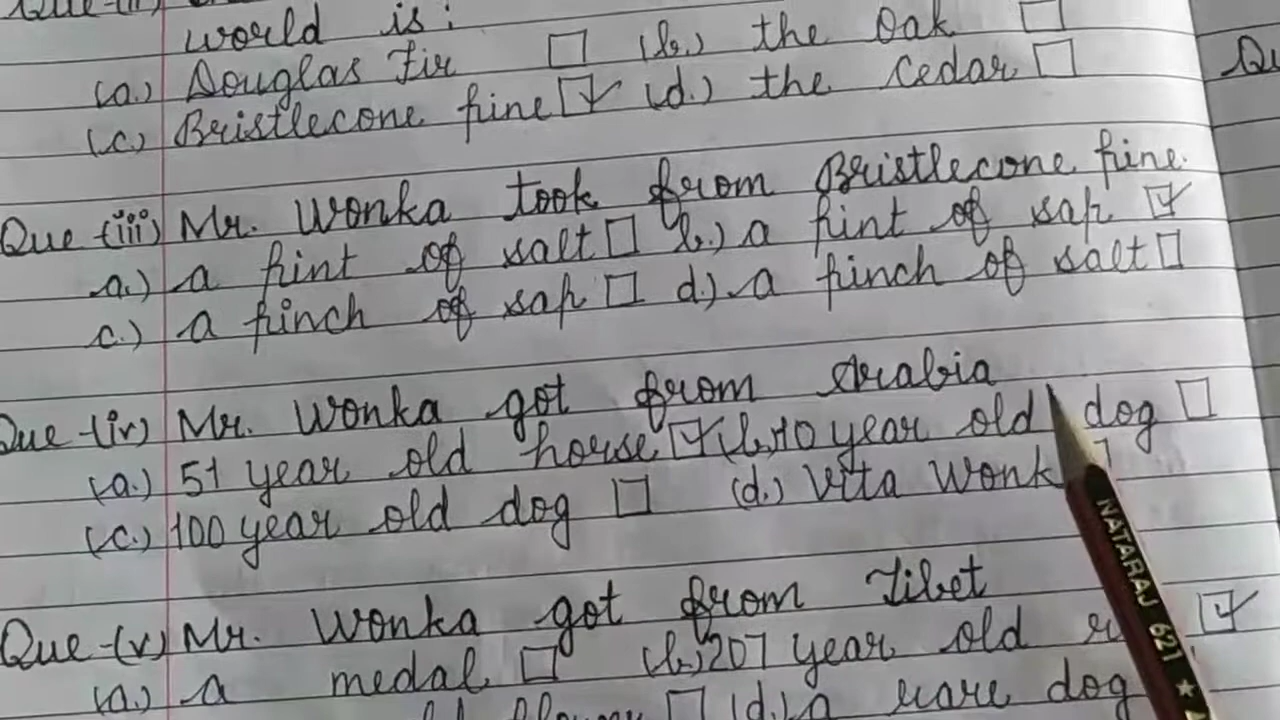 world is:
(a.) Douglas Fir (b.) the Oak
(c.) Bristlecone pine (d.) the Cedar
Que (iii) Mr. Wonka took from Bristlecone pine.
a.) a pint of salt b.) a pint of sap
c.) a pinch of sap d.) a pinch of salt
Que -(iv) Mr. Wonka got from Arabia
(a.) 51 year old horse (b.) 10 year old dog
(c.) 100 year old dog (d.) Vita Wonk
Que -(v) Mr. Wonka got from Tibet
(a.) a medal (b.) 207 year old
(d.) a rare dog
NATARAJ 621